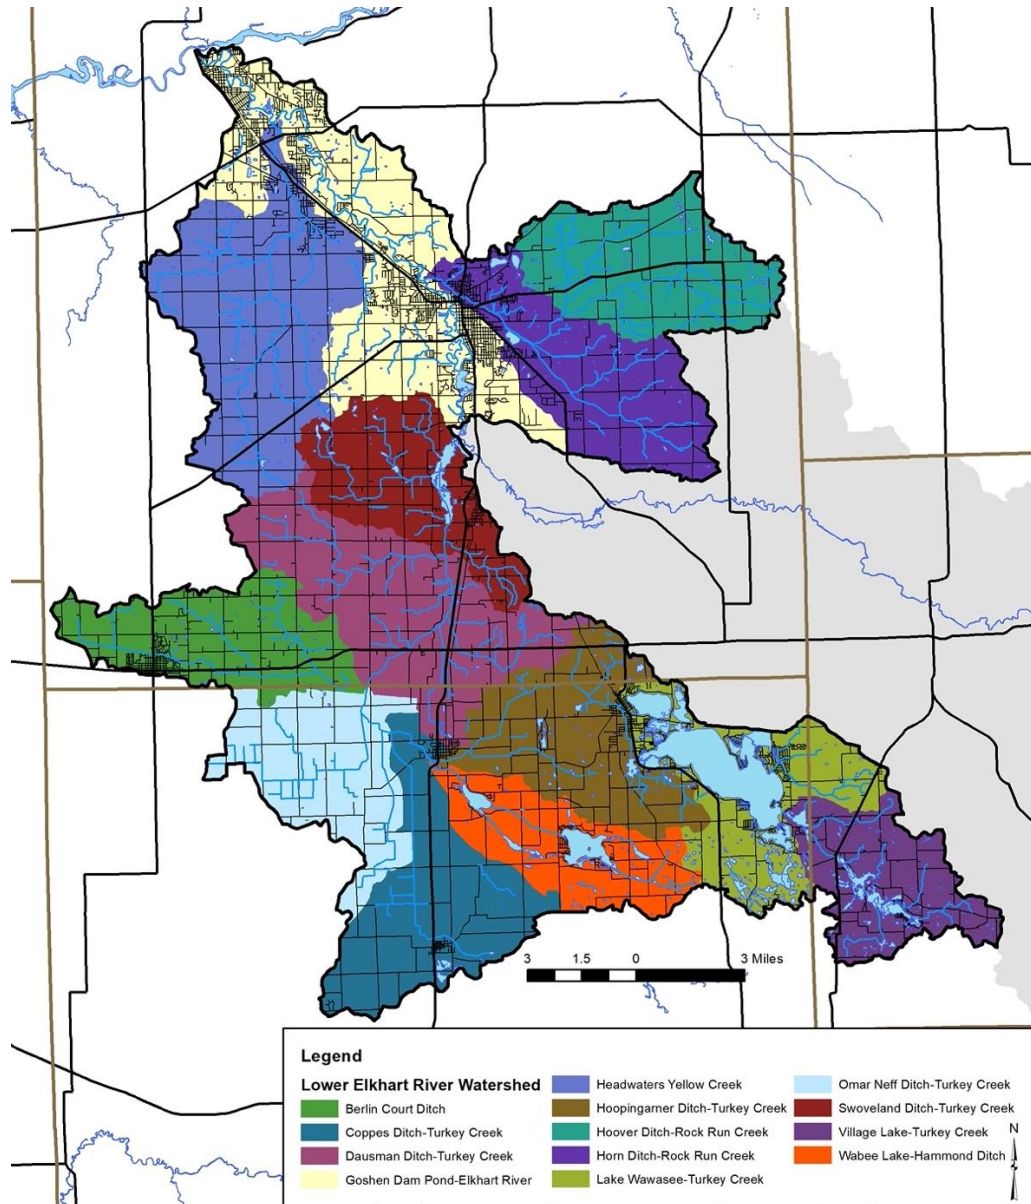 3 1.5 0 3 Miles
Legend
Lower Elkhart River Watershed
Berlin Court Ditch
Coppes Ditch-Turkey Creek
Dausman Ditch-Turkey Creek
Goshen Dam Pond-Elkhart River
Headwaters Yellow Creek
Hoopingarner Ditch-Turkey Creek
Hoover Ditch-Rock Run Creek
Horn Ditch-Rock Run Creek
Lake Wawasee-Turkey Creek
Omar Neff Ditch-Turkey Creek
Swoveland Ditch-Turkey Creek
Village Lake-Turkey Creek
Wabee Lake-Hammond Ditch
N